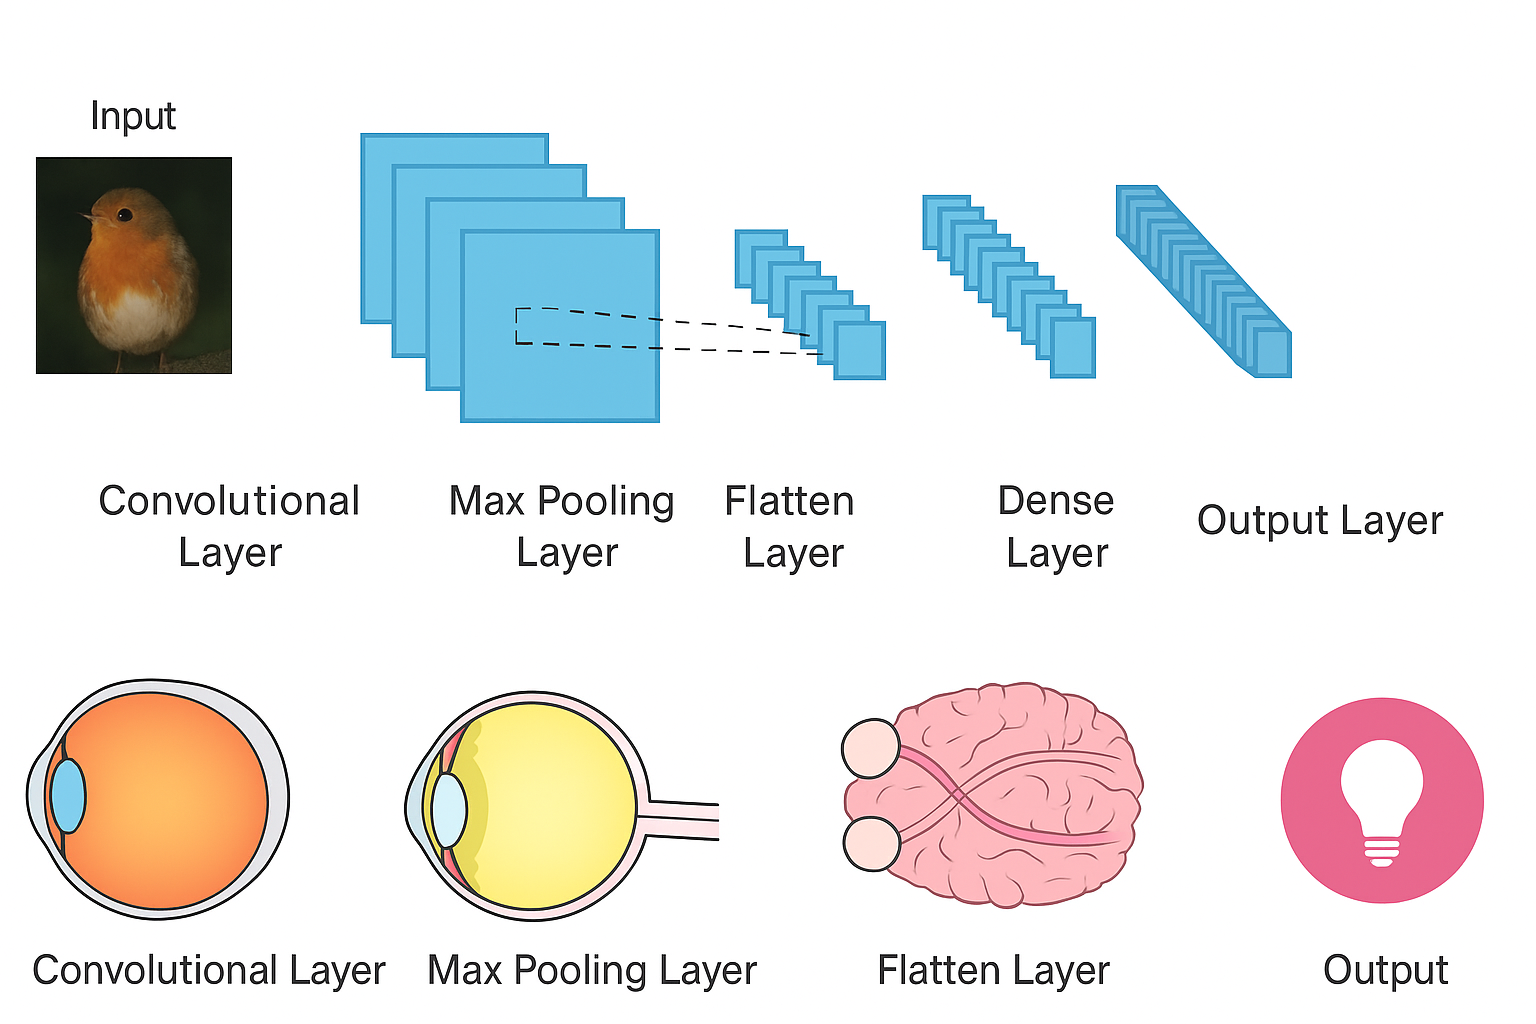 Input
Convolutional
Layer
Max Pooling
Layer
Flatten
Layer
Dense
Layer
Output Layer
Convolutional Layer
Max Pooling Layer
Flatten Layer
Output